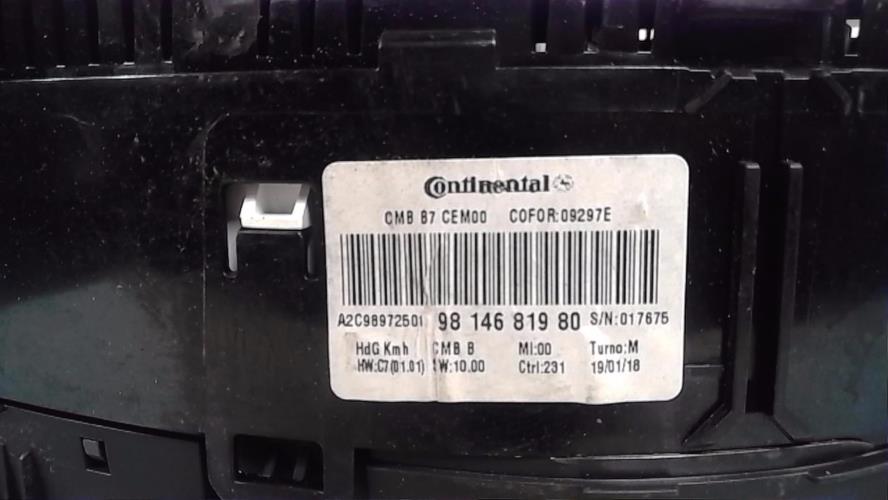 Continental
CMB B7 CEM00 COFOR:09297E
A2C98972501 98 146 819 80 S/N:017675
HdG Kmh CMB B MI:00 Turno:M
HW:C7(01.01) SW:10.00 Ctrl:231 19/01/18